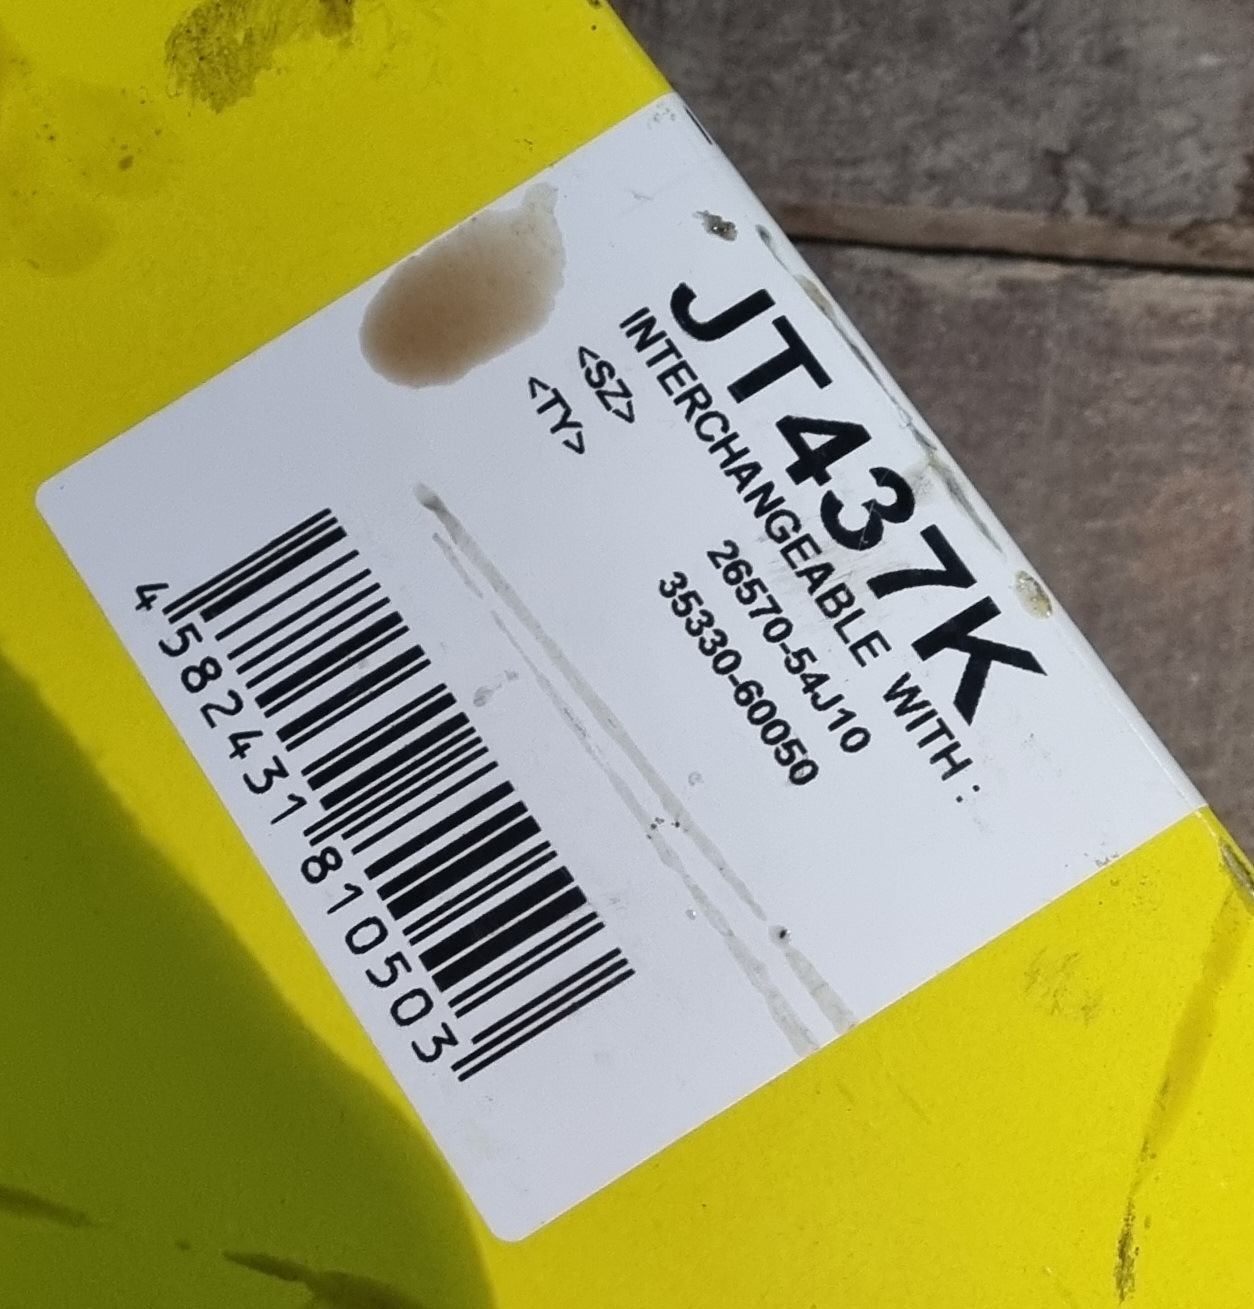 JT437K
INTERCHANGEABLE WITH :
<SZ> 26570-54J10
<TY> 35330-60050
4582431810503